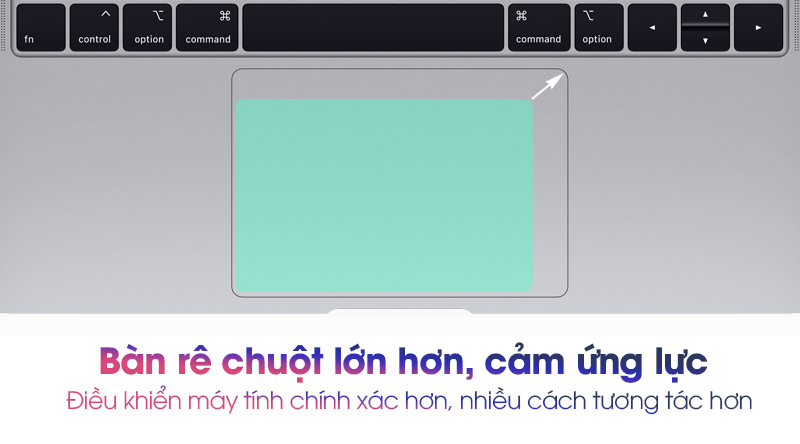 fn control option command command option
Bàn rê chuột lớn hơn, cảm ứng lực
Điều khiển máy tính chính xác hơn, nhiều cách tương tác hơn